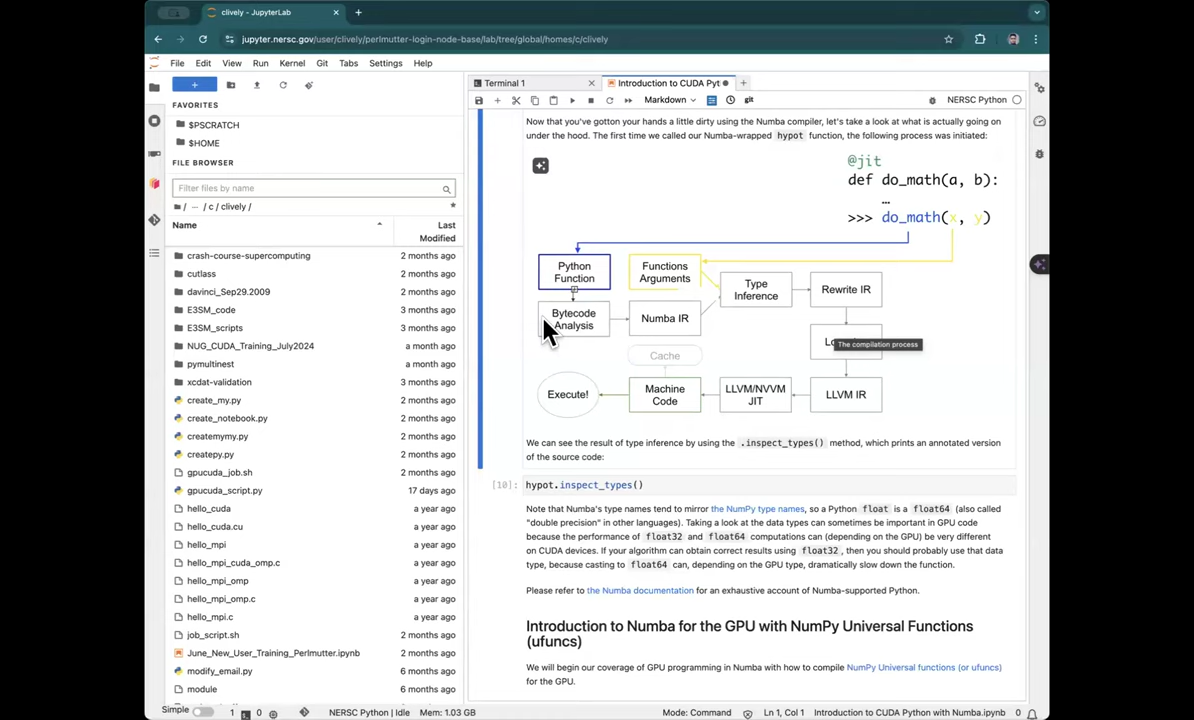 clively - JupyterLab
jupyter.nersc.gov/user/clively/perlmutter-login-node-base/lab/tree/global/homes/c/clively
File Edit View Run Kernel Git Tabs Settings Help
FAVORITES
$PSCRATCH
$HOME
FILE BROWSER
Filter files by name
/ ··· / c / clively /
Name Last Modified
crash-course-supercomputing 2 months ago
cutlass 2 months ago
davinci_Sep29.2009 2 months ago
E3SM_code 2 months ago
E3SM_scripts 2 months ago
NUG_CUDA_Training_July2024 a month ago
pymultinest a month ago
xcdat-validation 3 months ago
create_my.py 2 months ago
create_notebook.py 2 months ago
createmymy.py 2 months ago
createpy.py 2 months ago
gpucuda_job.sh 2 months ago
gpucuda_script.py 17 days ago
hello_cuda a year ago
hello_cuda.cu a year ago
hello_mpi a year ago
hello_mpi_cuda_omp.c a year ago
hello_mpi_omp a year ago
hello_mpi_omp.c a year ago
hello_mpi.c a year ago
job_script.sh 2 months ago
June_New_User_Training_Perlmutter.ipynb 2 months ago
modify_email.py 6 months ago
module 2 months ago
Terminal 1
Introduction to CUDA Pyt
Markdown
git
NERSC Python
Now that you've gotton your hands a little dirty using the Numba compiler, let's take a look at what is actually going on
under the hood. The first time we called our Numba-wrapped hypot function, the following process was initiated:
@jit
def do_math(a, b):
…
>>> do_math(x, y)
Python
Function
Functions
Arguments
Type
Inference
Rewrite IR
Bytecode
Analysis
Numba IR
The compilation process
Cache
Execute!
Machine
Code
LLVM/NVVM
JIT
LLVM IR
We can see the result of type inference by using the .inspect_types() method, which prints an annotated version
of the source code:
[10]: hypot.inspect_types()
Note that Numba's type names tend to mirror the NumPy type names, so a Python float is a float64 (also called
"double precision" in other languages). Taking a look at the data types can sometimes be important in GPU code
because the performance of float32 and float64 computations can (depending on the GPU) be very different
on CUDA devices. If your algorithm can obtain correct results using float32, then you should probably use that data
type, because casting to float64 can, depending on the GPU type, dramatically slow down the function.
Please refer to the Numba documentation for an exhaustive account of Numba-supported Python.
Introduction to Numba for the GPU with NumPy Universal Functions
(ufuncs)
We will begin our coverage of GPU programming in Numba with how to compile NumPy Universal functions (or ufuncs)
for the GPU.
Simple 1 0 NERSC Python | Idle Mem: 1.03 GB Mode: Command Ln 1, Col 1 Introduction to CUDA Python with Numba.ipynb 0